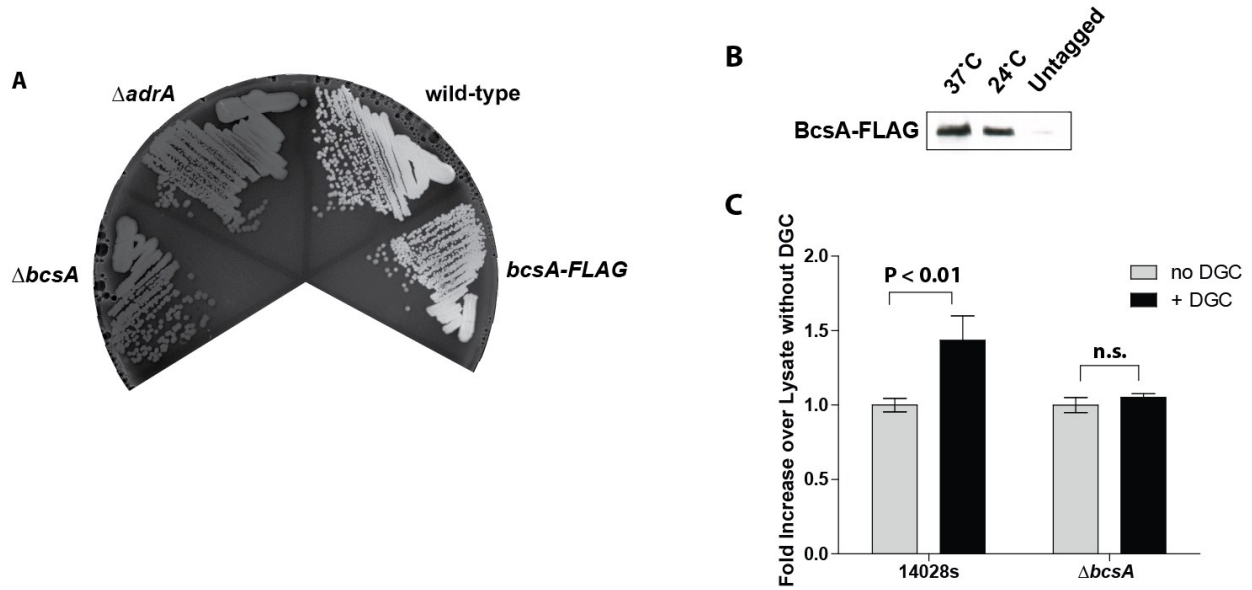 A
ΔadrA
wild-type
ΔbcsA
bcsA-FLAG
B
37˚C
24˚C
Untagged
BcsA-FLAG
C
Fold Increase over Lysate without DGC
2.0
1.5
1.0
0.5
0.0
P < 0.01
n.s.
no DGC
+ DGC
14028s
ΔbcsA